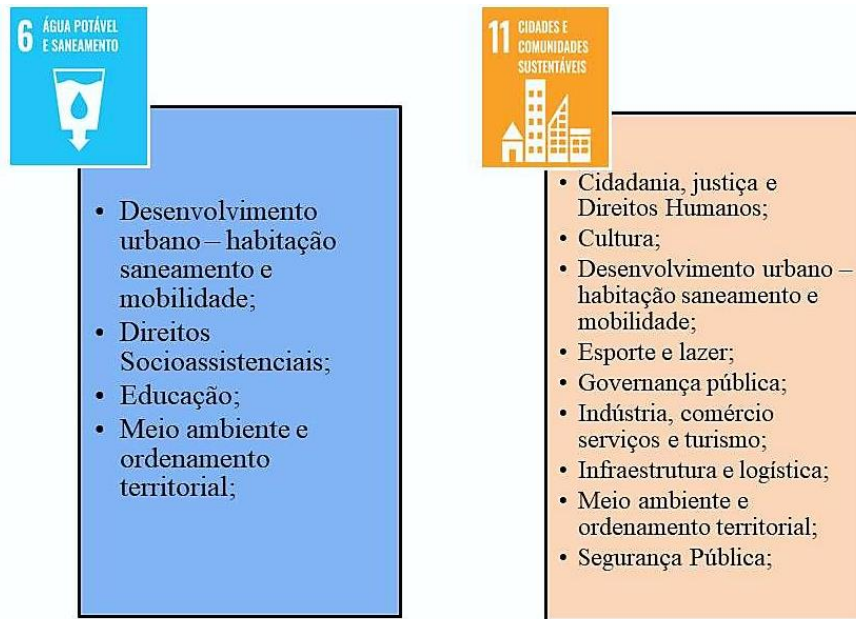 6 ÁGUA POTÁVEL
E SANEAMENTO
• Desenvolvimento
urbano – habitação
saneamento e
mobilidade;
• Direitos
Socioassistenciais;
• Educação;
• Meio ambiente e
ordenamento
territorial;
11 CIDADES E
COMUNIDADES
SUSTENTÁVEIS
• Cidadania, justiça e
Direitos Humanos;
• Cultura;
• Desenvolvimento urbano –
habitação saneamento e
mobilidade;
• Esporte e lazer;
• Governança pública;
• Indústria, comércio
serviços e turismo;
• Infraestrutura e logística;
• Meio ambiente e
ordenamento territorial;
• Segurança Pública;